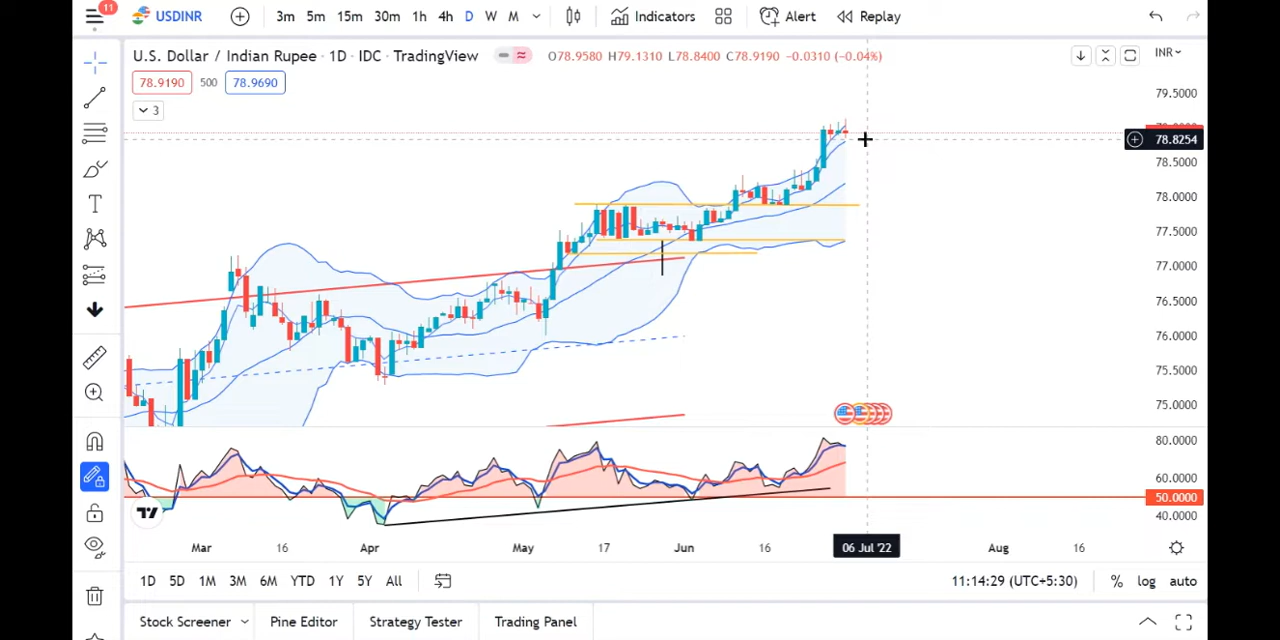 11
USDINR
3m 5m 15m 30m 1h 4h D W M
Indicators
Alert
Replay
U.S. Dollar / Indian Rupee · 1D · IDC · TradingView
O78.9580 H79.1310 L78.8400 C78.9190 −0.0310 (−0.04%)
INR
78.9190 500 78.9690
3
79.5000
78.8254
78.5000
78.0000
77.5000
77.0000
76.5000
76.0000
75.5000
75.0000
80.0000
60.0000
50.0000
40.0000
T
Mar 16 Apr May 17 Jun 16 06 Jul '22 Aug 16
1D 5D 1M 3M 6M YTD 1Y 5Y All
11:14:29 (UTC+5:30) % log auto
Stock Screener Pine Editor Strategy Tester Trading Panel